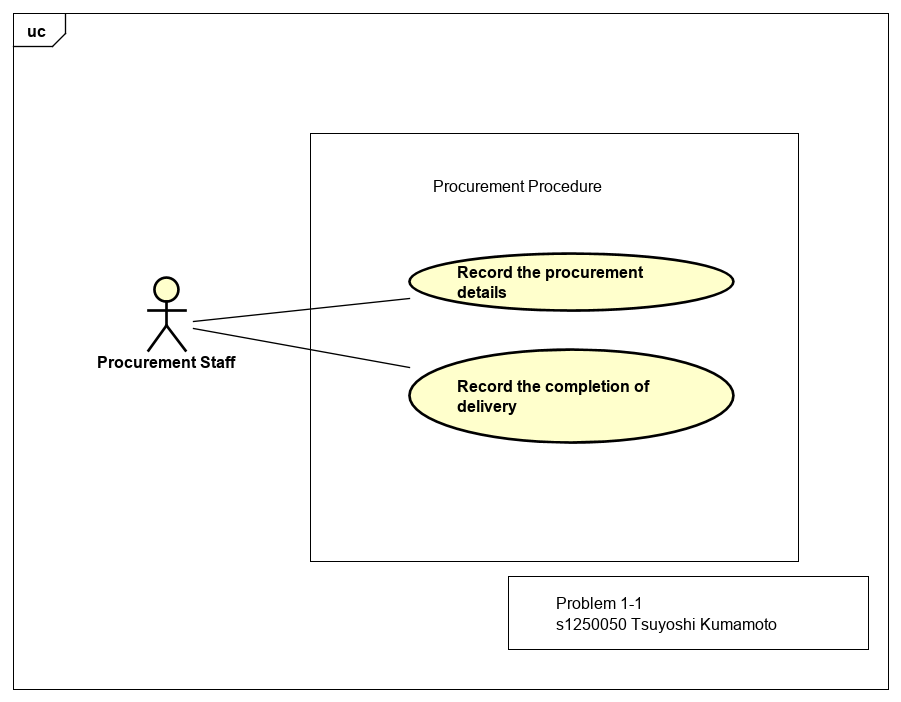 uc
Procurement Procedure
Record the procurement
details
Procurement Staff
Record the completion of
delivery
Problem 1-1
s1250050 Tsuyoshi Kumamoto